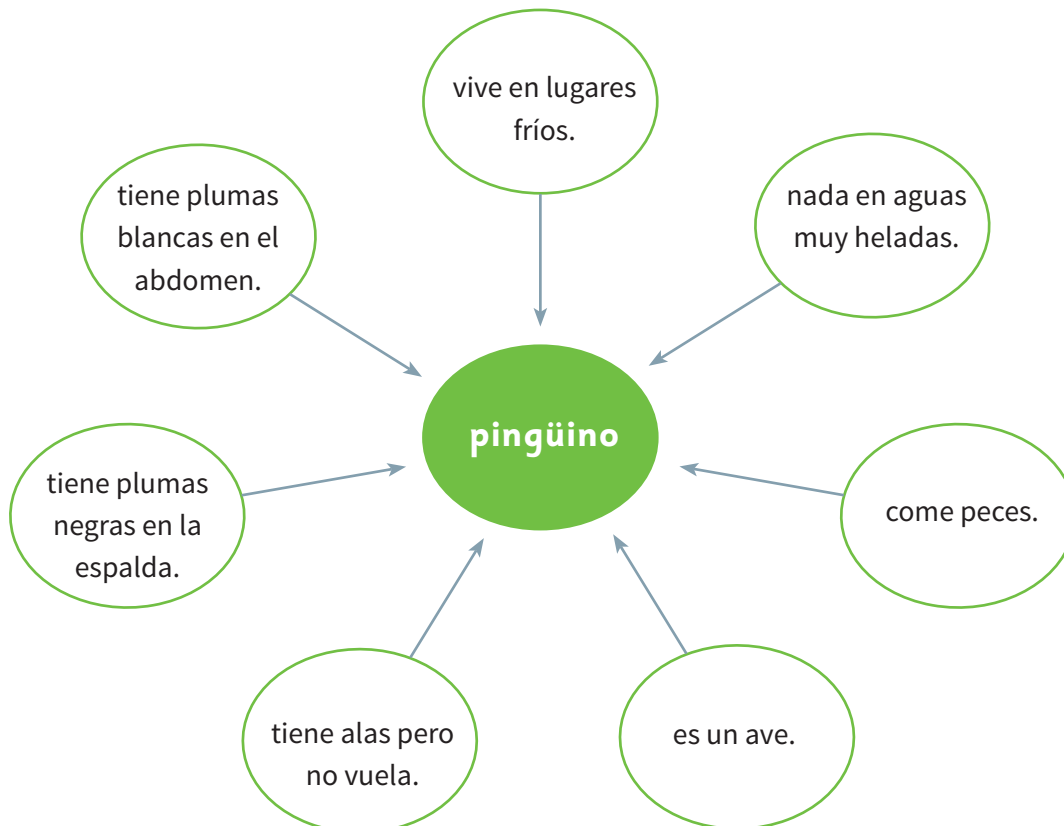 vive en lugares
fríos.
nada en aguas
muy heladas.
tiene plumas
blancas en el
abdomen.
pingüino
come peces.
tiene plumas
negras en la
espalda.
tiene alas pero
no vuela.
es un ave.